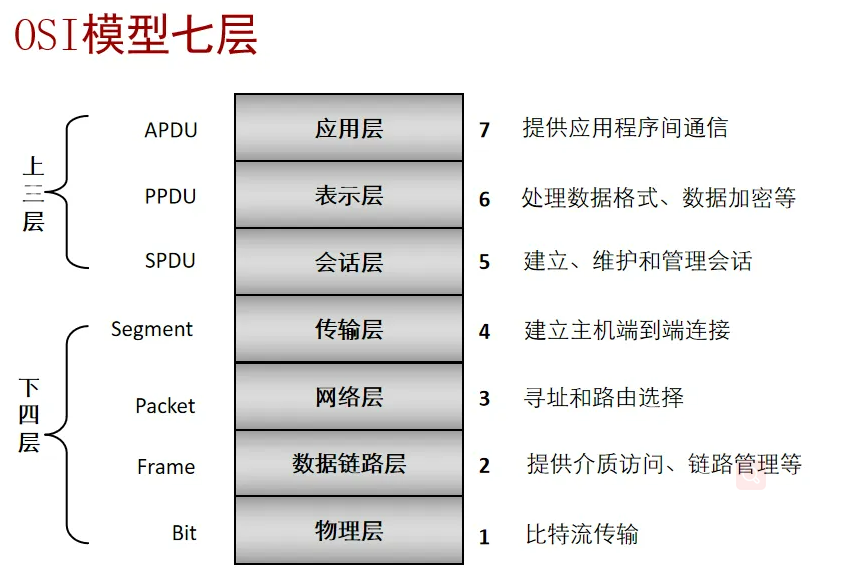 OSI模型七层
上三层
APDU 应用层 7 提供应用程序间通信
PPDU 表示层 6 处理数据格式、数据加密等
SPDU 会话层 5 建立、维护和管理会话
下四层
Segment 传输层 4 建立主机端到端连接
Packet 网络层 3 寻址和路由选择
Frame 数据链路层 2 提供介质访问、链路管理等
Bit 物理层 1 比特流传输